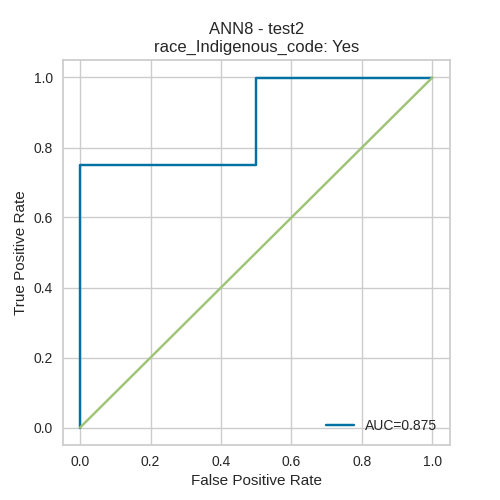 ANN8 - test2
race_Indigenous_code: Yes
True Positive Rate
1.0
0.8
0.6
0.4
0.2
0.0
AUC=0.875
0.0 0.2 0.4 0.6 0.8 1.0
False Positive Rate